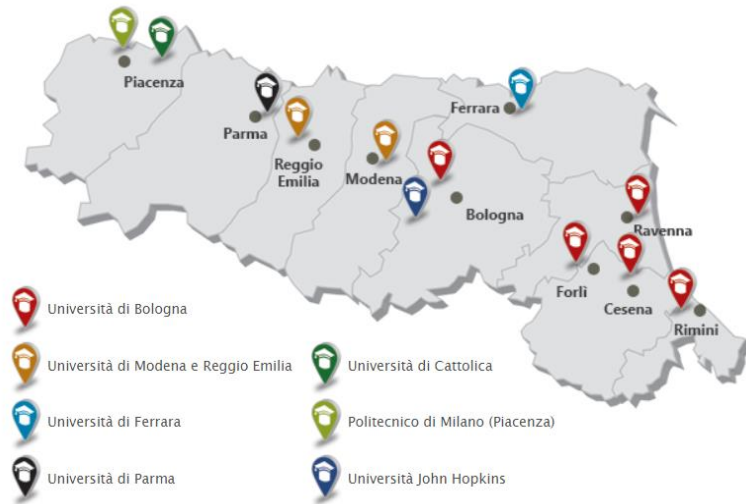 Piacenza
Parma
Reggio
Emilia
Modena
Ferrara
Bologna
Ravenna
Forlì
Cesena
Rimini
Università di Bologna
Università di Modena e Reggio Emilia
Università di Cattolica
Università di Ferrara
Politecnico di Milano (Piacenza)
Università di Parma
Università John Hopkins